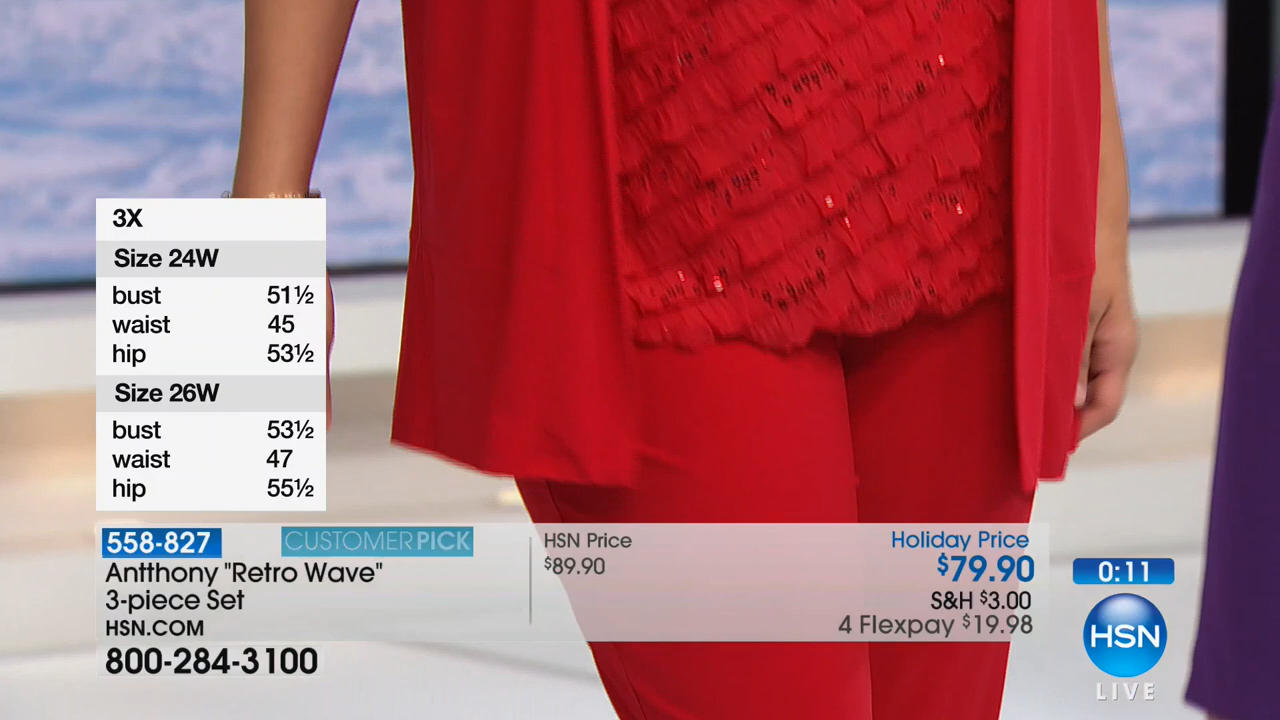 3X
Size 24W
bust 51½
waist 45
hip 53½
Size 26W
bust 53½
waist 47
hip 55½
558-827 CUSTOMERPICK
Antthony "Retro Wave"
3-piece Set
HSN.COM
800-284-3100
HSN Price
$89.90
Holiday Price
$79.90
S&H $3.00
4 Flexpay $19.98
0:11
HSN
LIVE